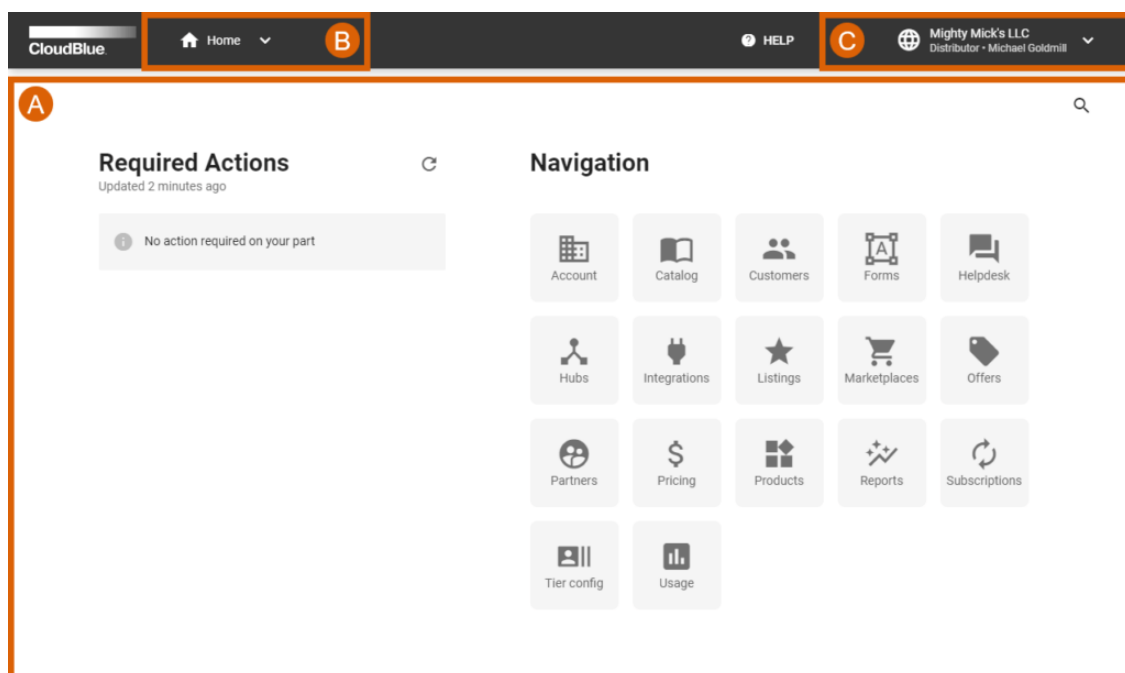 CloudBlue
Home
B
HELP
C
Mighty Mick's LLC
Distributor • Michael Goldmill
A
Required Actions
Updated 2 minutes ago
No action required on your part
Navigation
Account
Catalog
Customers
Forms
Helpdesk
Hubs
Integrations
Listings
Marketplaces
Offers
Partners
Pricing
Products
Reports
Subscriptions
Tier config
Usage